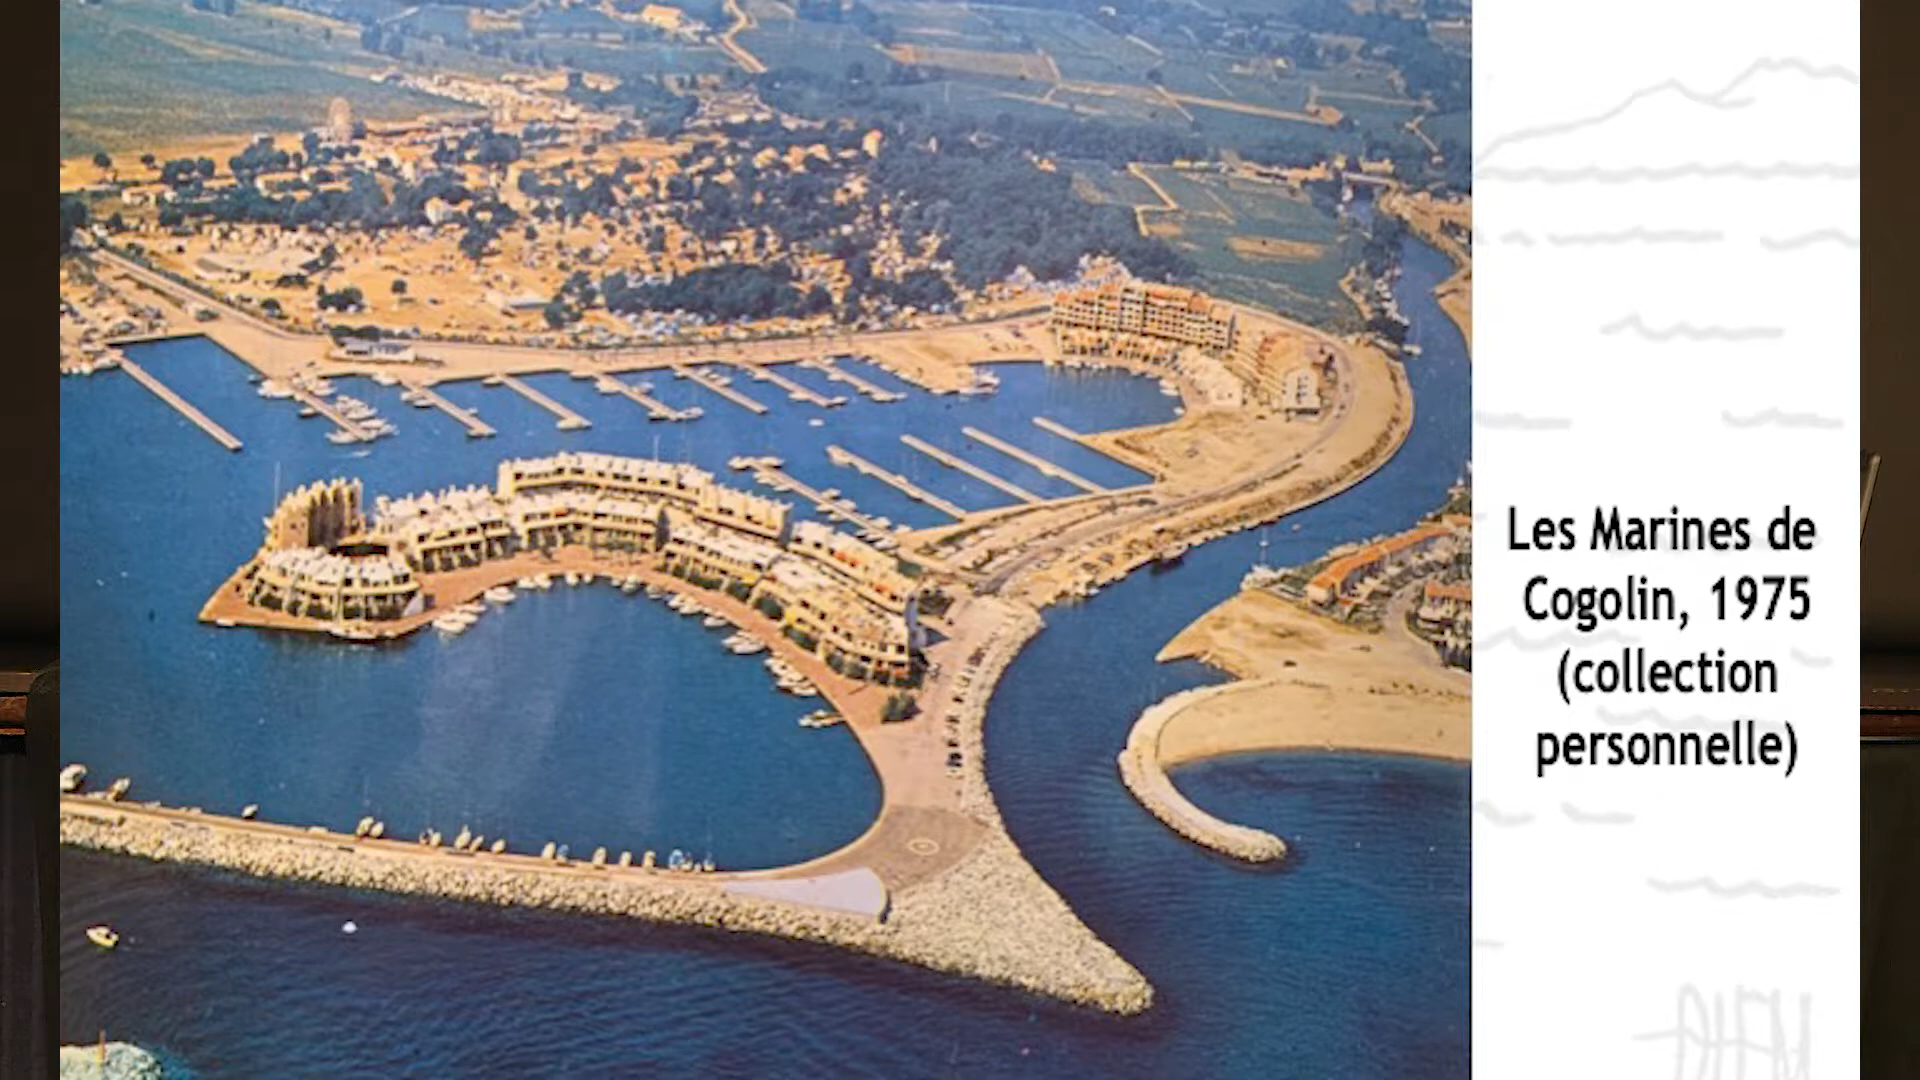 Les Marines de
Cogolin, 1975
(collection
personnelle)